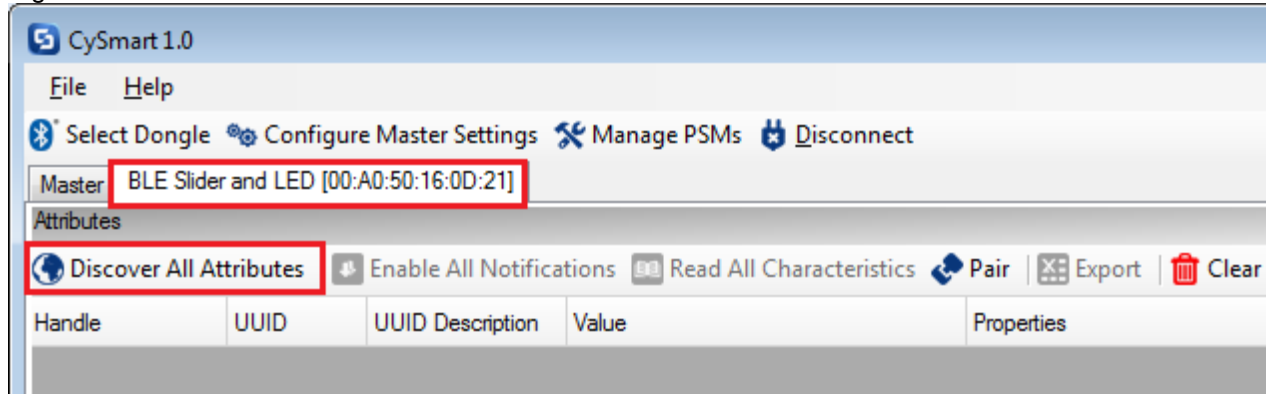 CySmart 1.0
File Help
Select Dongle Configure Master Settings Manage PSMs Disconnect
Master BLE Slider and LED [00:A0:50:16:0D:21]
Attributes
Discover All Attributes Enable All Notifications Read All Characteristics Pair Export Clear
Handle UUID UUID Description Value Properties